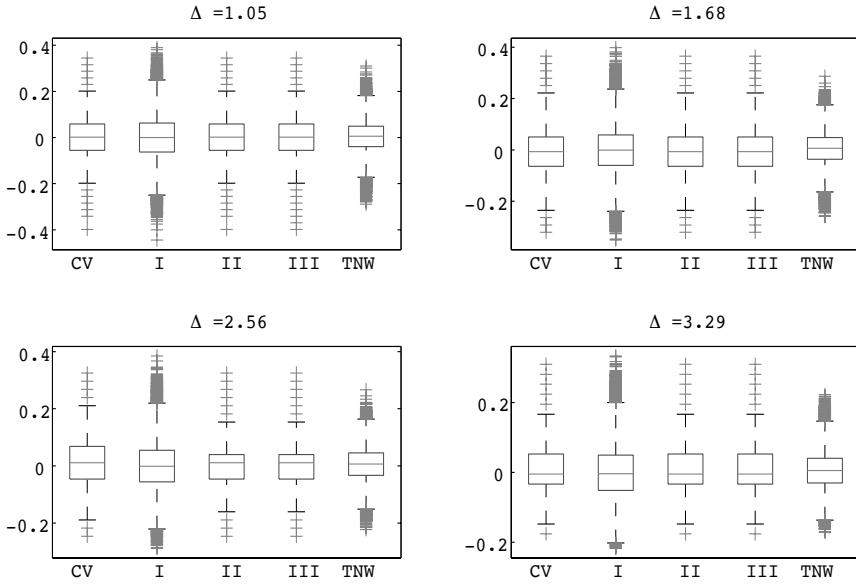 Δ =1.05
0.4
0.2
0
-0.2
-0.4
CV I II III TNW
Δ =1.68
0.4
0.2
0
-0.2
CV I II III TNW
Δ =2.56
0.4
0.2
0
-0.2
CV I II III TNW
Δ =3.29
0.2
0
-0.2
CV I II III TNW